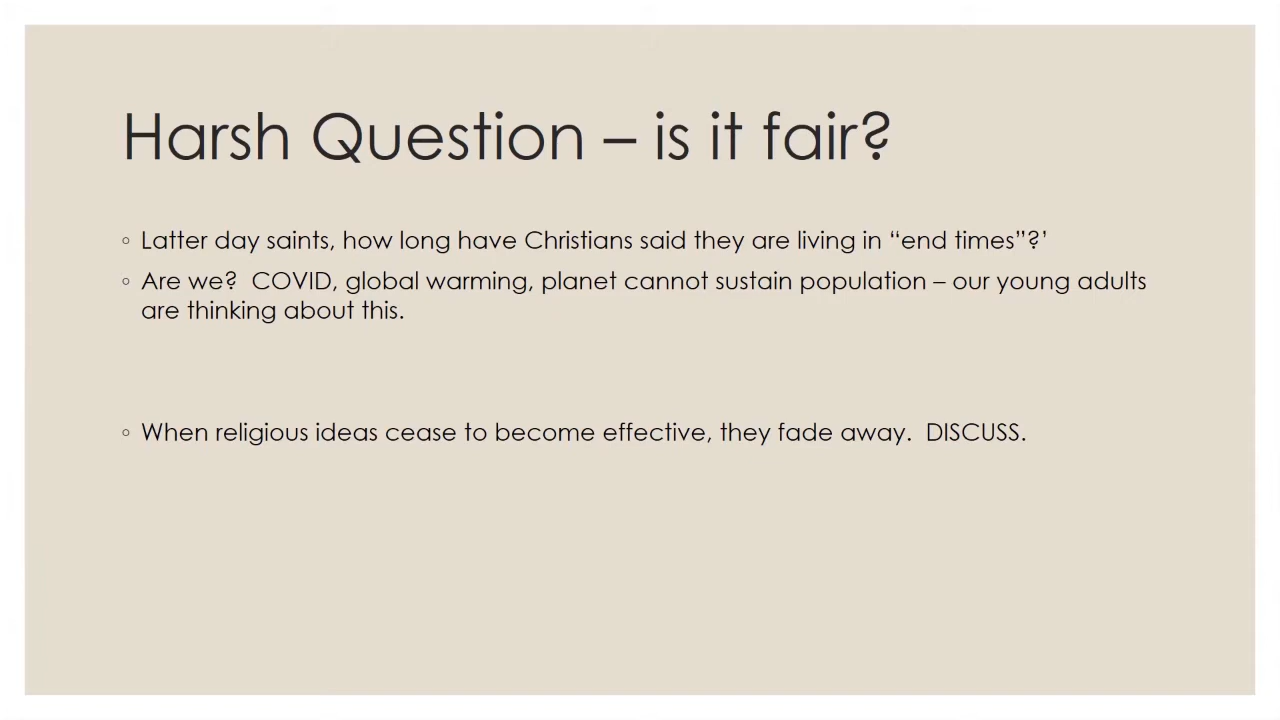 Harsh Question – is it fair?
◦ Latter day saints, how long have Christians said they are living in “end times”?’
◦ Are we?  COVID, global warming, planet cannot sustain population – our young adults
are thinking about this.
◦ When religious ideas cease to become effective, they fade away.  DISCUSS.